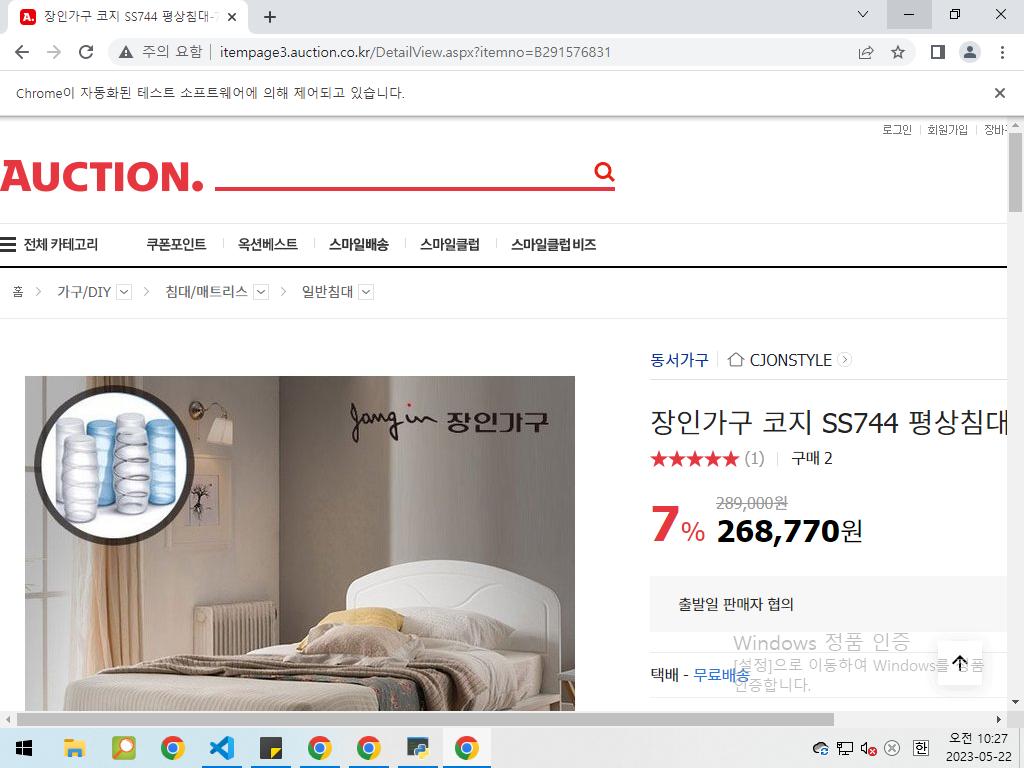 장인가구 코지 SS744 평상침대-
주의 요함
itempage3.auction.co.kr/DetailView.aspx?itemno=B291576831
Chrome이 자동화된 테스트 소프트웨어에 의해 제어되고 있습니다.
로그인 회원가입 장바
AUCTION.
전체 카테고리 쿠폰포인트 옥션베스트 스마일배송 스마일클럽 스마일클럽 비즈
홈 가구/DIY 침대/매트리스 일반침대
동서가구 CJONSTYLE
Jangin 장인가구
장인가구 코지 SS744 평상침대
(1) 구매 2
289,000원
7% 268,770원
출발일 판매자 협의
Windows 정품 인증
[설정]으로 이동하여 Windows를 정품
인증합니다.
택배 - 무료배송
한
오전 10:27
2023-05-22